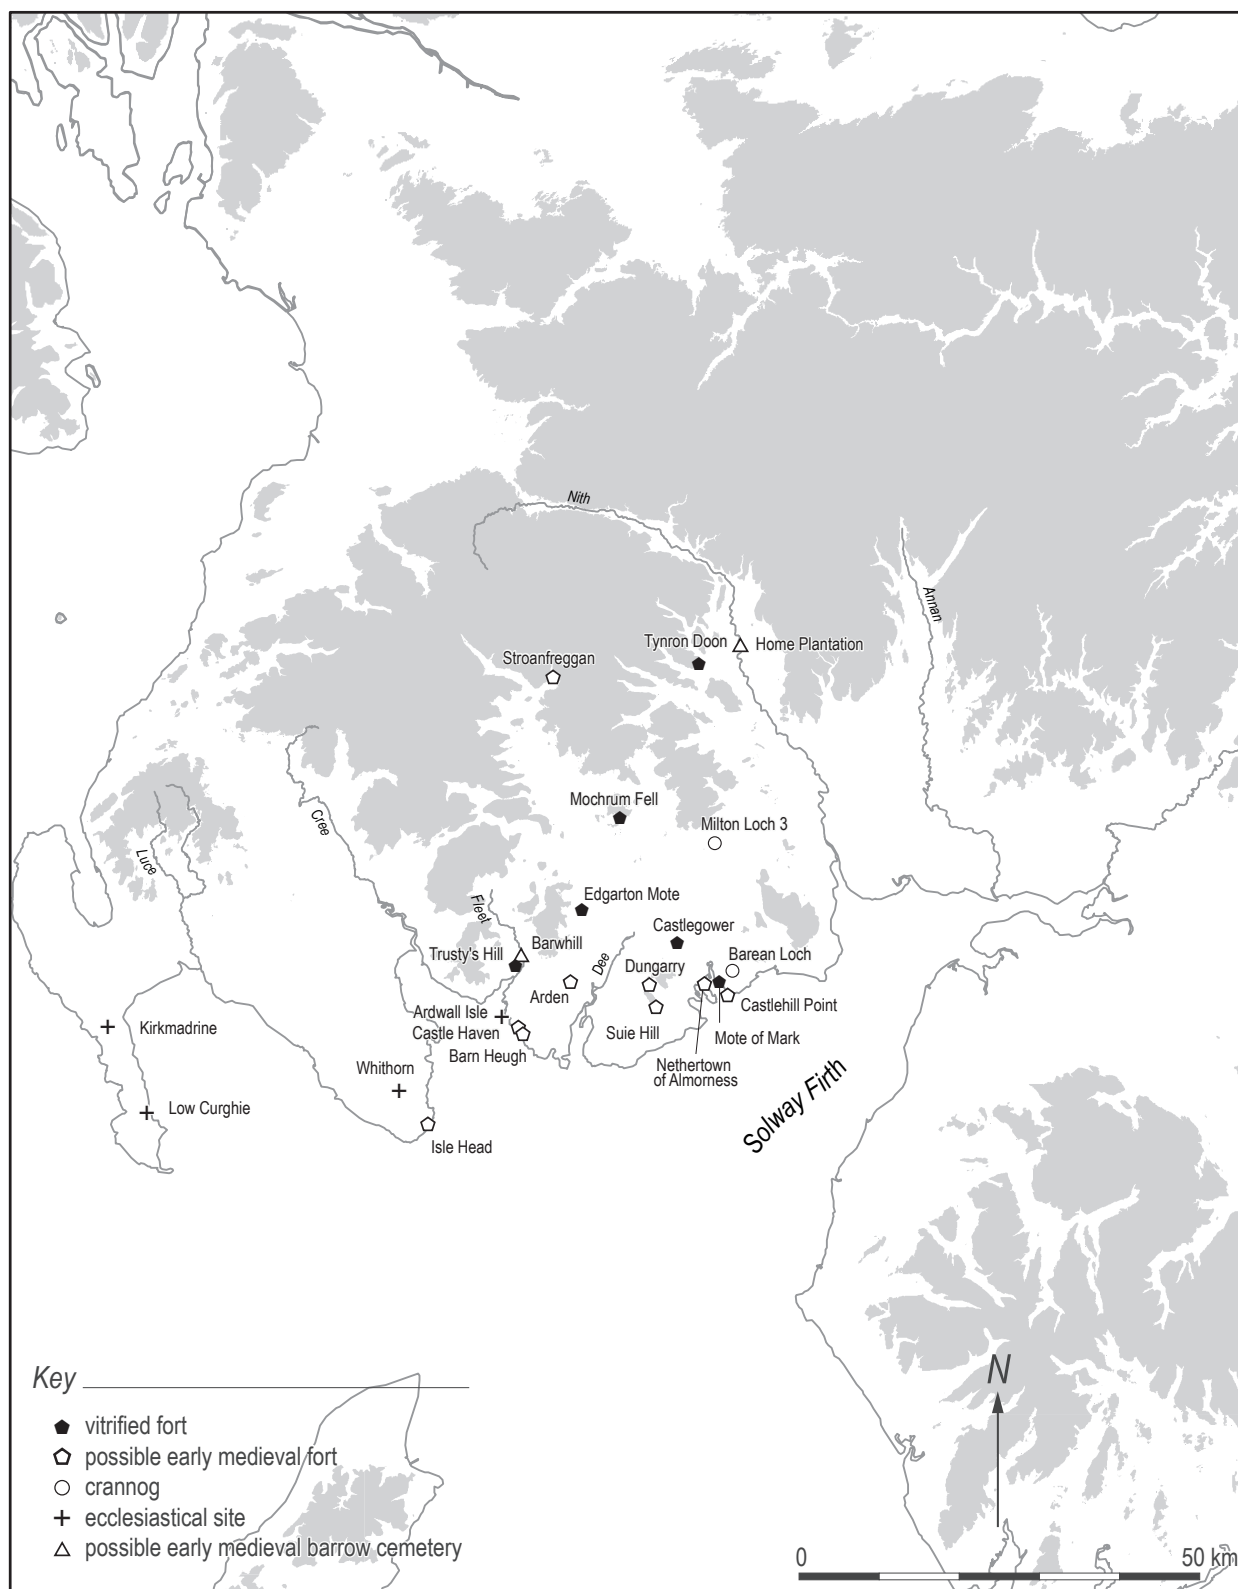 Nith
Annan
Tynron Doon
Home Plantation
Stroanfreggan
Mochrum Fell
Milton Loch 3
Cree
Luce
Fleet
Edgarton Mote
Castlegower
Trusty's Hill
Barwhill
Dee
Dungarry
Barean Loch
Arden
Castlehill Point
Ardwall Isle
Castle Haven
Barn Heugh
Suie Hill
Mote of Mark
Nethertown
of Almorness
Kirkmadrine
Whithorn
Low Curghie
Isle Head
Solway Firth
Key
vitrified fort
possible early medieval fort
crannog
ecclesiastical site
possible early medieval barrow cemetery
N
0
50 km